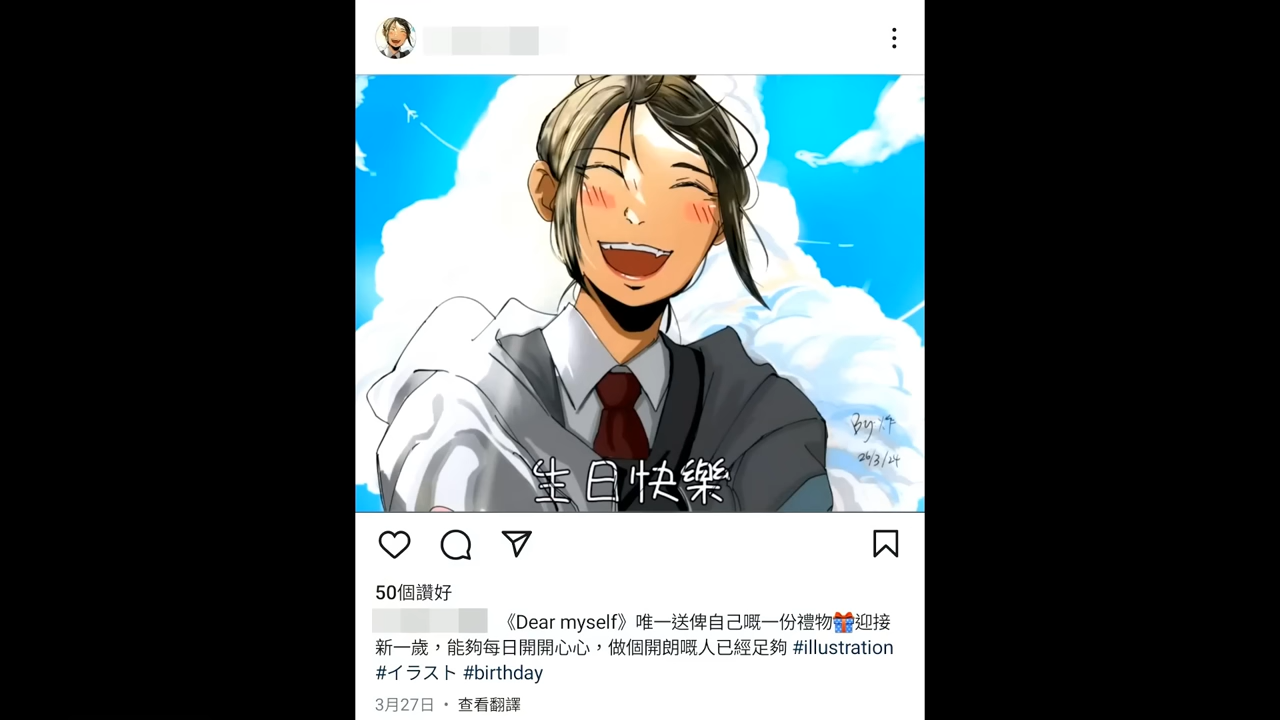 By 炸
26/3/24
生日快樂
50個讚好
《Dear myself》唯一送俾自己嘅一份禮物🎁迎接
新一歲，能夠每日開開心心，做個開朗嘅人已經足夠 #illustration
#イラスト #birthday
3月27日 • 查看翻譯